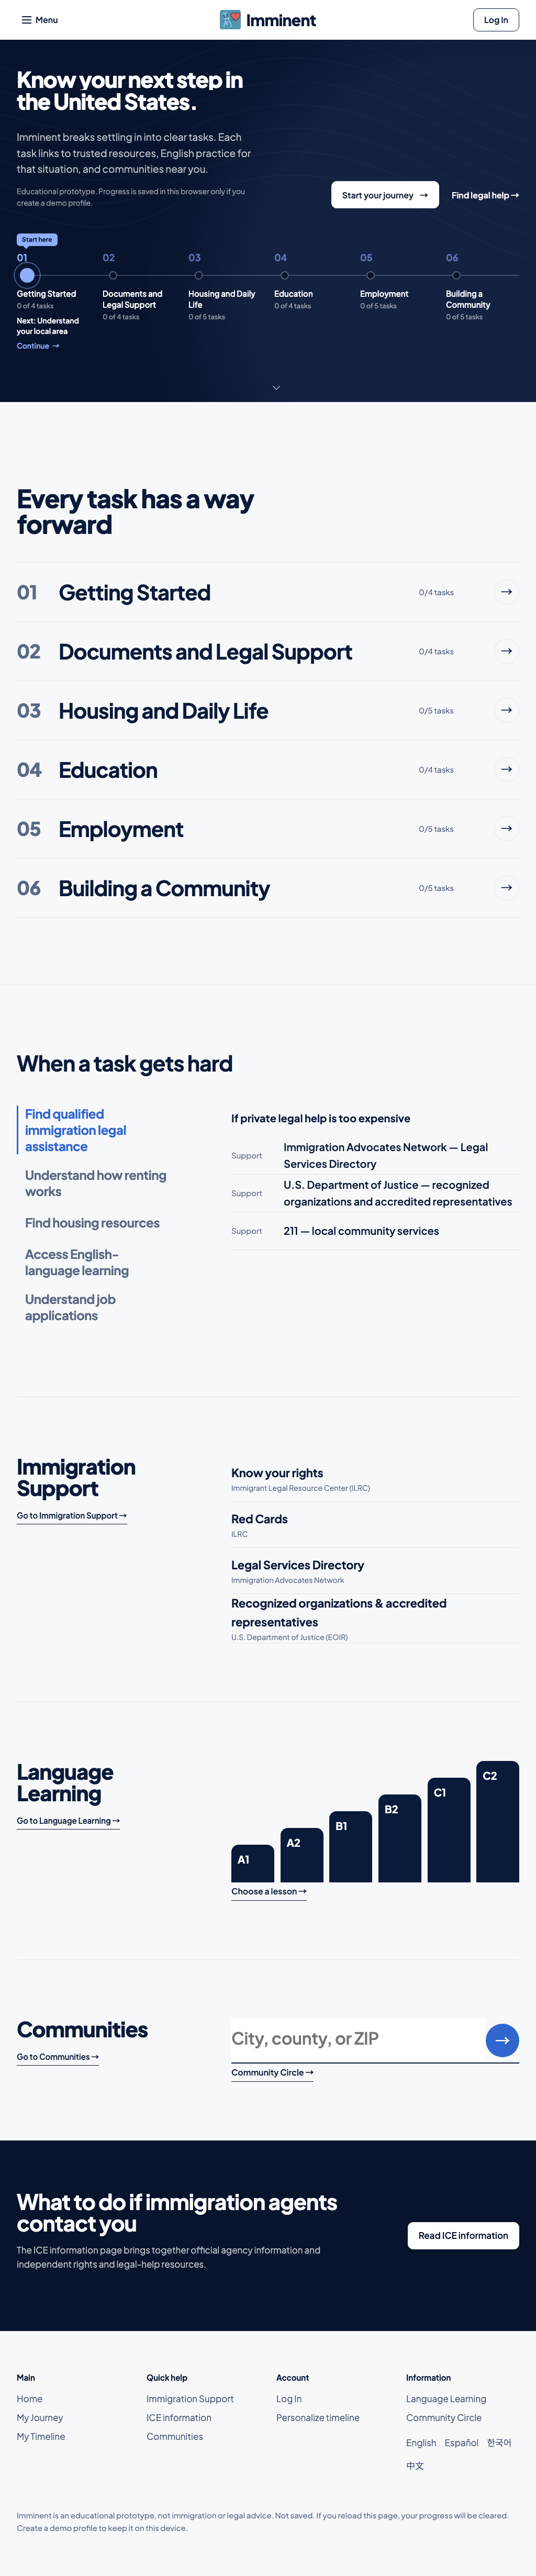 Menu
Imminent
Log In
Know your next step in
the United States.
Imminent breaks settling in into clear tasks. Each
task links to trusted resources, English practice for
that situation, and communities near you.
Educational prototype. Progress is saved in this browser only if you
create a demo profile.
Start your journey →
Find legal help →
Start here
01
Getting Started
0 of 4 tasks
Next: Understand
your local area
Continue →
02
Documents and
Legal Support
0 of 4 tasks
03
Housing and Daily
Life
0 of 5 tasks
04
Education
0 of 4 tasks
05
Employment
0 of 5 tasks
06
Building a
Community
0 of 5 tasks
Every task has a way
forward
01 Getting Started 0/4 tasks →
02 Documents and Legal Support 0/4 tasks →
03 Housing and Daily Life 0/5 tasks →
04 Education 0/4 tasks →
05 Employment 0/5 tasks →
06 Building a Community 0/5 tasks →
When a task gets hard
Find qualified
immigration legal
assistance
Understand how renting
works
Find housing resources
Access English-
language learning
Understand job
applications
If private legal help is too expensive
Support
Immigration Advocates Network — Legal
Services Directory
Support
U.S. Department of Justice — recognized
organizations and accredited representatives
Support
211 — local community services
Immigration
Support
Go to Immigration Support →
Know your rights
Immigrant Legal Resource Center (ILRC)
Red Cards
ILRC
Legal Services Directory
Immigration Advocates Network
Recognized organizations & accredited
representatives
U.S. Department of Justice (EOIR)
Language
Learning
Go to Language Learning →
A1
A2
B1
B2
C1
C2
Choose a lesson →
Communities
Go to Communities →
City, county, or ZIP
→
Community Circle →
What to do if immigration agents
contact you
The ICE information page brings together official agency information and
independent rights and legal-help resources.
Read ICE information
Main
Home
My Journey
My Timeline
Quick help
Immigration Support
ICE information
Communities
Account
Log In
Personalize timeline
Information
Language Learning
Community Circle
English Español 한국어
中文
Imminent is an educational prototype, not immigration or legal advice. Not saved. If you reload this page, your progress will be cleared.
Create a demo profile to keep it on this device.